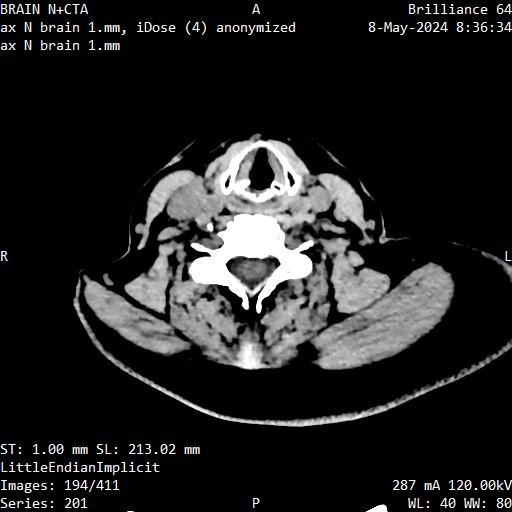 BRAIN N+CTA
A
Brilliance 64
ax N brain 1.mm, iDose (4) anonymized
8-May-2024 8:36:34
ax N brain 1.mm
R
L
ST: 1.00 mm SL: 213.02 mm
LittleEndianImplicit
Images: 194/411
287 mA 120.00kV
Series: 201
P
WL: 40 WW: 80